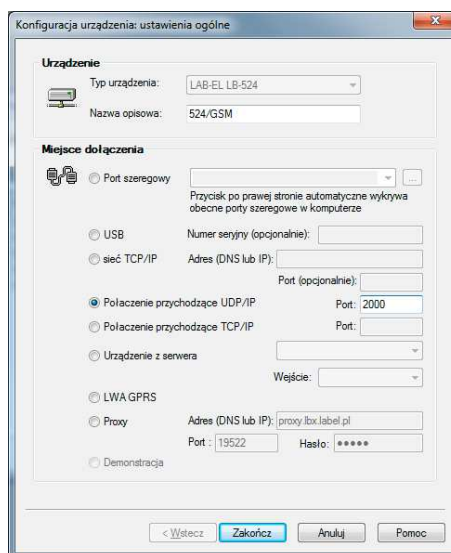 Konfiguracja urządzenia: ustawienia ogólne
Urządzenie
Typ urządzenia: LAB-EL LB-524
Nazwa opisowa: 524/GSM
Miejsce dołączenia
Port szeregowy ...
Przycisk po prawej stronie automatyczne wykrywa
obecne porty szeregowe w komputerze
USB Numer seryjny (opcjonalnie):
sieć TCP/IP Adres (DNS lub IP):
Port (opcjonalnie):
Połaczenie przychodzące UDP/IP Port: 2000
Połaczenie przychodzące TCP/IP Port:
Urządzenie z serwera
Wejście:
LWA GPRS
Proxy Adres (DNS lub IP): proxy.lbx.label.pl
Port : 19522 Hasło: •••••
Demonstracja
< Wstecz Zakończ Anuluj Pomoc